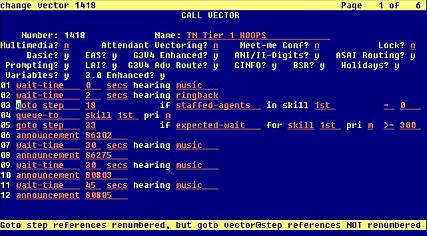 change vector 1418 Page 1 of 6
CALL VECTOR
Number: 1418 Name: TN Tier 1 HOOPS
Multimedia? n Attendant Vectoring? n Meet-me Conf? n Lock? n
Basic? y EAS? y G3V4 Enhanced? y ANI/II-Digits? y ASAI Routing? y
Prompting? y LAI? y G3V4 Adv Route? y CINFO? y BSR? y Holidays? y
Variables? y 3.0 Enhanced? y
01 wait-time 0 secs hearing music
02 wait-time 2 secs hearing ringback
03 goto step 18 if staffed-agents in skill 1st = 0
04 queue-to skill 1st pri m
05 goto step 33 if expected-wait for skill 1st pri m >= 300
06 announcement 86302
07 wait-time 30 secs hearing music
08 announcement 86275
09 wait-time 30 secs hearing music
10 announcement 80803
11 wait-time 45 secs hearing music
12 announcement 80805
Goto step references renumbered, but goto vector@step references NOT renumbered